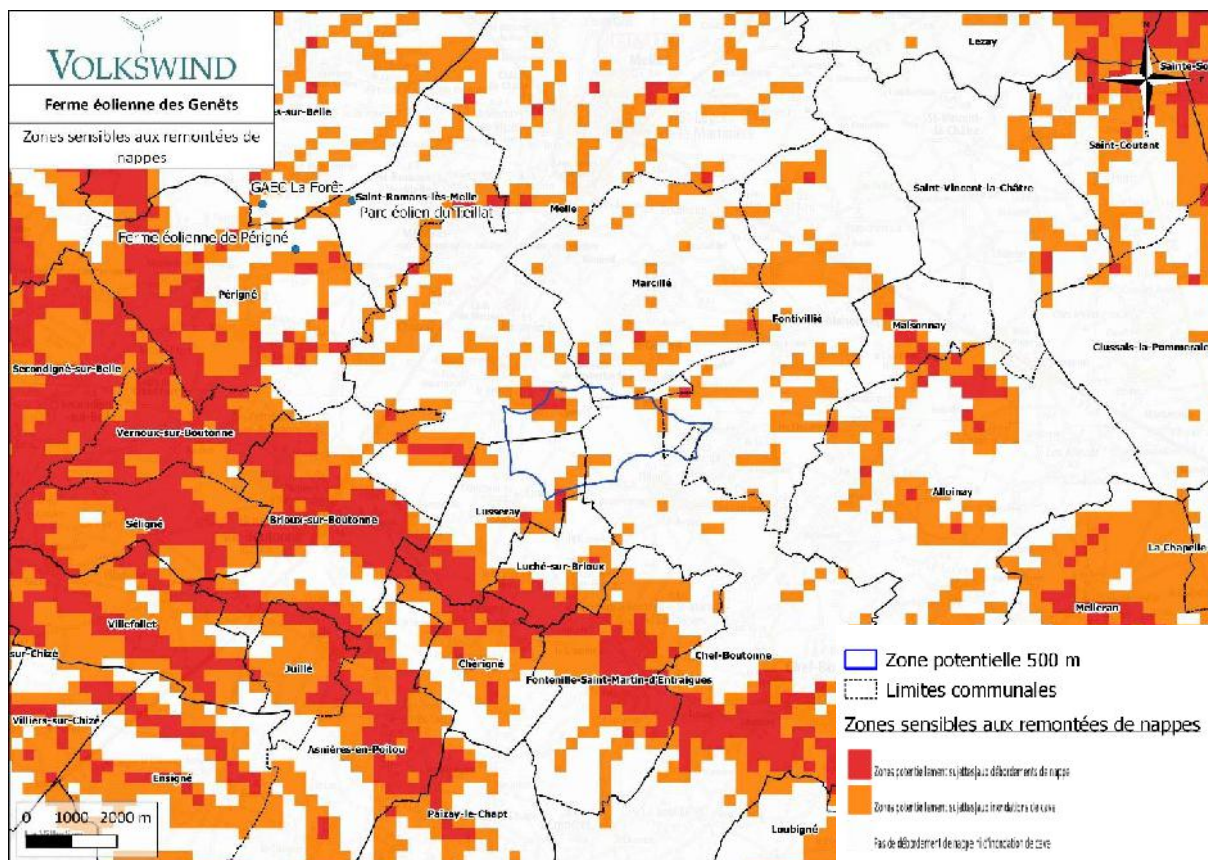 VOLKSWIND
Ferme éolienne des Genêts
Zones sensibles aux remontées de
nappes
N
Lezay
Sainte-So
s-sur-Belle
Saint-Coutant
GAEC La Forêt
Saint-Romans-lès-Melle
Parc éolien du Teillat
Melle
Saint-Vincent-la-Châtre
Ferme éolienne de Périgné
Périgné
Marcillé
Fontivillié
Maisonnay
Clussais-la-Pommerale
Secondigné-sur-Belle
Vernoux-sur-Boutonne
Séligné
Brioux-sur-Boutonne
Lusseray
Alloinay
Luché-sur-Brioux
La Chapelle
Melleran
Villefollet
sur-Chizé
Juillé
Chérigné
Chef-Boutonne
Fontenille-Saint-Martin-d'Entraigues
Villiers-sur-Chizé
Asnières-en-Poitou
Ensigné
Paizay-le-Chapt
Loubigné
0 1000 2000 m
Zone potentielle 500 m
Limites communales
Zones sensibles aux remontées de nappes
Zones potentiellement sujettes aux débordements de nappe
Zones potentiellement sujettes aux inondations de cave
Pas de débordement de nappe ni d'inondation de cave